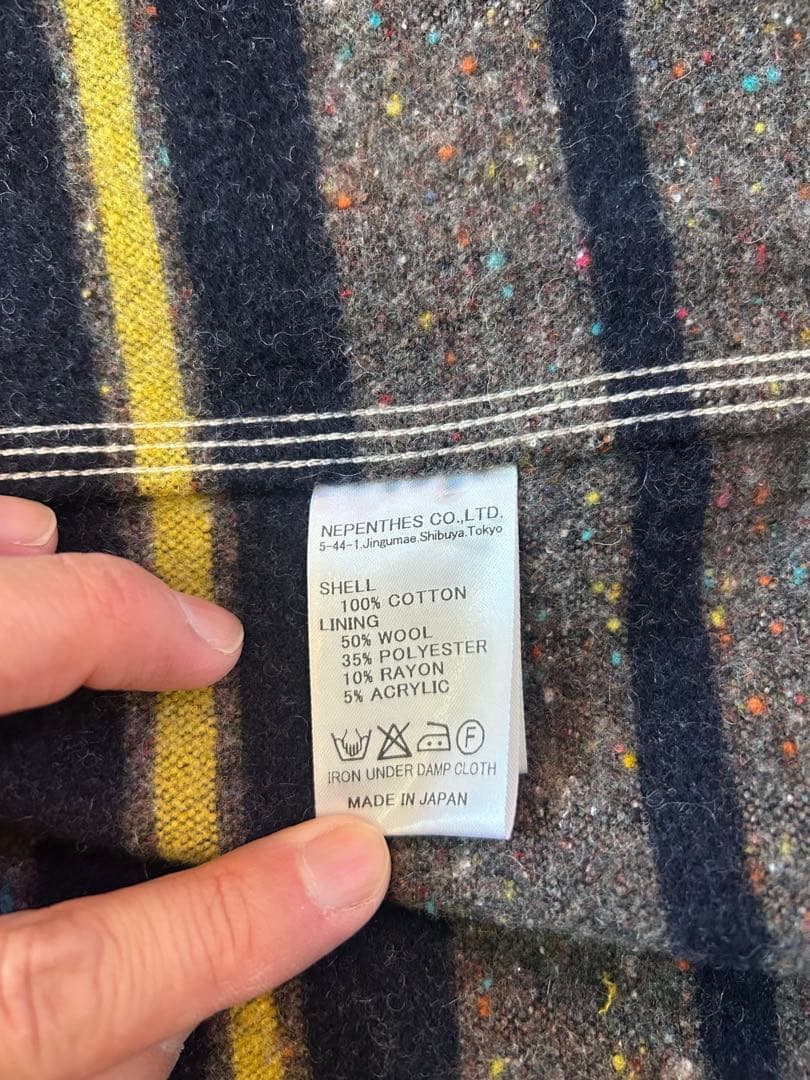 NEPENTHES CO.,LTD.
5-44-1.Jingumae.Shibuya.Tokyo
SHELL
100% COTTON
LINING
50% WOOL
35% POLYESTER
10% RAYON
5% ACRYLIC
F
IRON UNDER DAMP CLOTH
MADE IN JAPAN